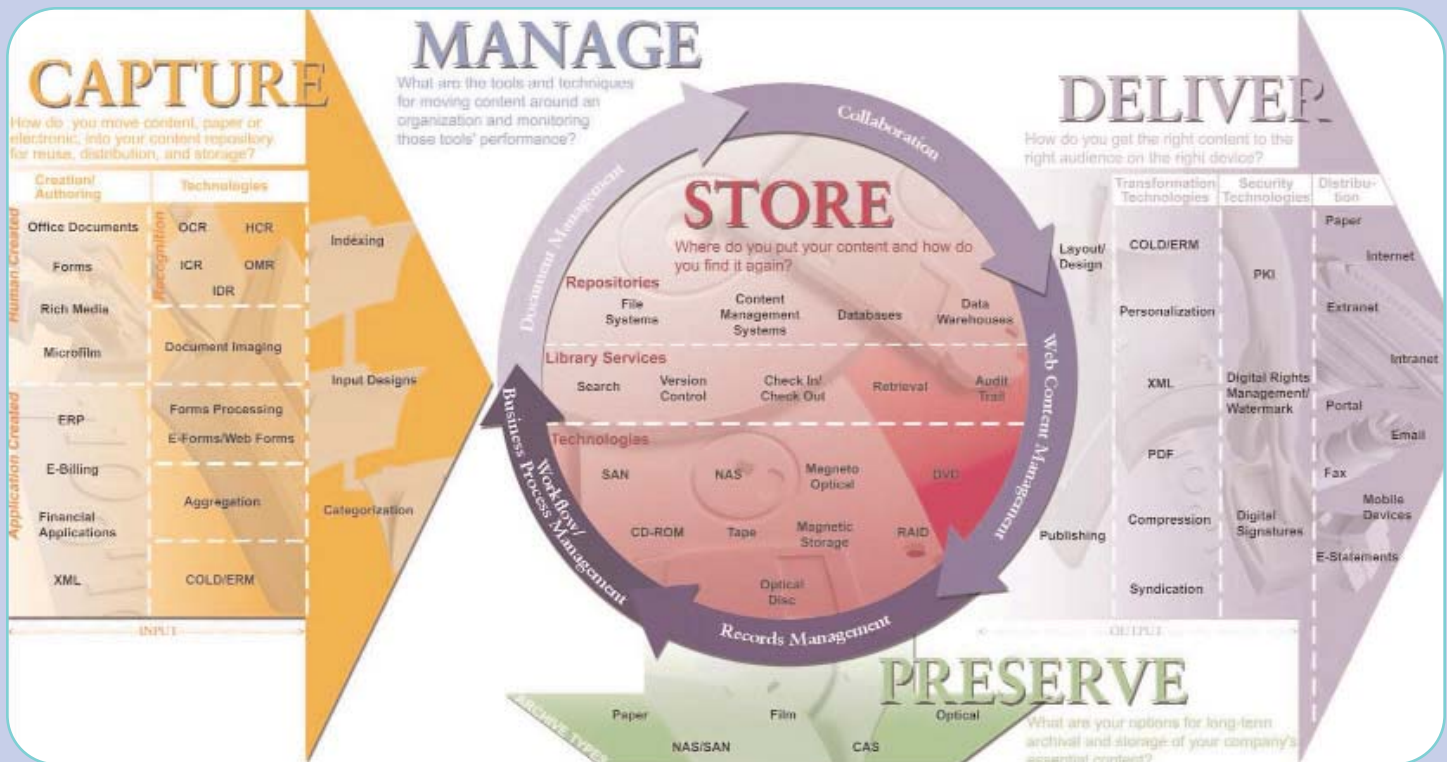 CAPTURE
How do you move content, paper or
electronic, into your content repository
for reuse, distribution, and storage?
Creation/
Authoring
Technologies
Human Created
Office Documents
Forms
Rich Media
Microfilm
Application Created
ERP
E-Billing
Financial
Applications
XML
Recognition
OCR
HCR
ICR
OMR
IDR
Document Imaging
Forms Processing
E-Forms/Web Forms
Aggregation
COLD/ERM
INPUT
Indexing
Input Designs
Categorization
MANAGE
What are the tools and techniques
for moving content around an
organization and monitoring
those tools' performance?
Document Management
Collaboration
Web Content Management
Records Management
Workflow/
Business Process Management
STORE
Where do you put your content and how do
you find it again?
Repositories
File
Systems
Content
Management
Systems
Databases
Data
Warehouses
Library Services
Search
Version
Control
Check In/
Check Out
Retrieval
Audit
Trail
Technologies
SAN
NAS
Magneto
Optical
DVD
CD-ROM
Tape
Magnetic
Storage
RAID
Optical
Disc
DELIVER
How do you get the right content to the
right audience on the right device?
Transformation
Technologies
Security
Technologies
Distribu-
tion
Layout/
Design
Publishing
COLD/ERM
Personalization
XML
PDF
Compression
Syndication
PKI
Digital Rights
Management/
Watermark
Digital
Signatures
Paper
Internet
Extranet
Intranet
Portal
Email
Fax
Mobile
Devices
E-Statements
OUTPUT
PRESERVE
What are your options for long-term
archival and storage of your company's
essential content?
ARCHIVE TYPES
Paper
Film
Optical
NAS/SAN
CAS